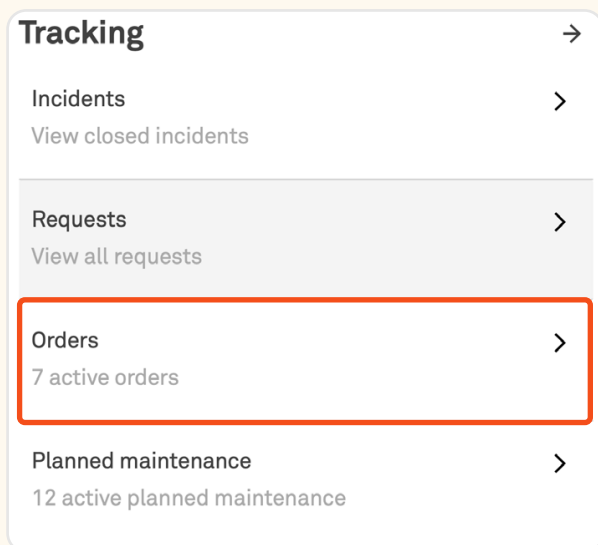 Tracking
Incidents
View closed incidents
Requests
View all requests
Orders
7 active orders
Planned maintenance
12 active planned maintenance